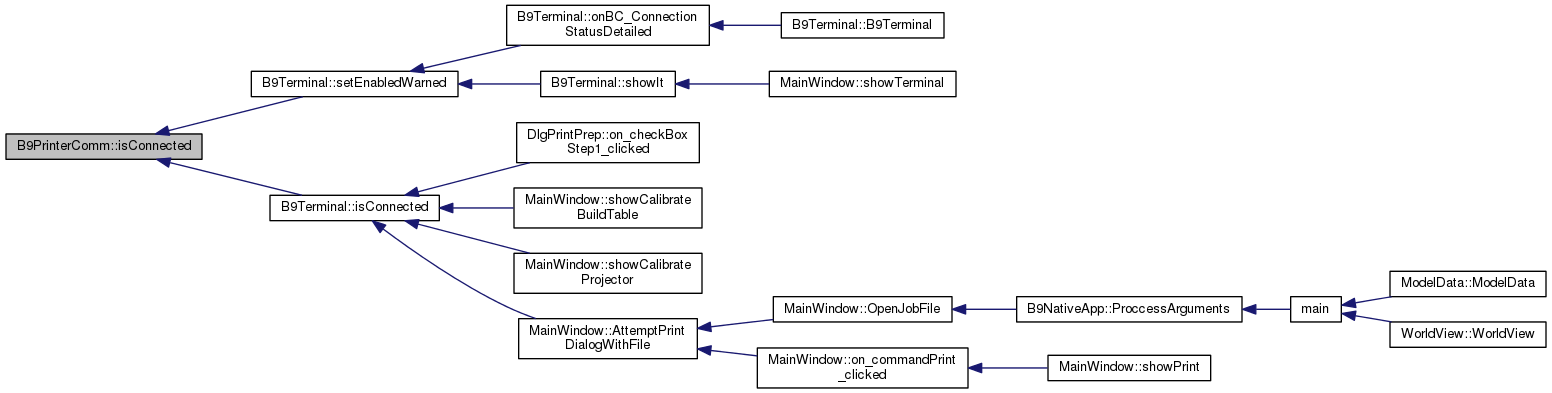 B9Terminal::onBC_Connection
StatusDetailed
B9Terminal::B9Terminal
B9Terminal::setEnabledWarned
B9Terminal::showIt
MainWindow::showTerminal
B9PrinterComm::isConnected
DlgPrintPrep::on_checkBox
Step1_clicked
B9Terminal::isConnected
MainWindow::showCalibrate
BuildTable
MainWindow::showCalibrate
Projector
MainWindow::AttemptPrint
DialogWithFile
MainWindow::OpenJobFile
B9NativeApp::ProccessArguments
main
ModelData::ModelData
WorldView::WorldView
MainWindow::on_commandPrint
_clicked
MainWindow::showPrint